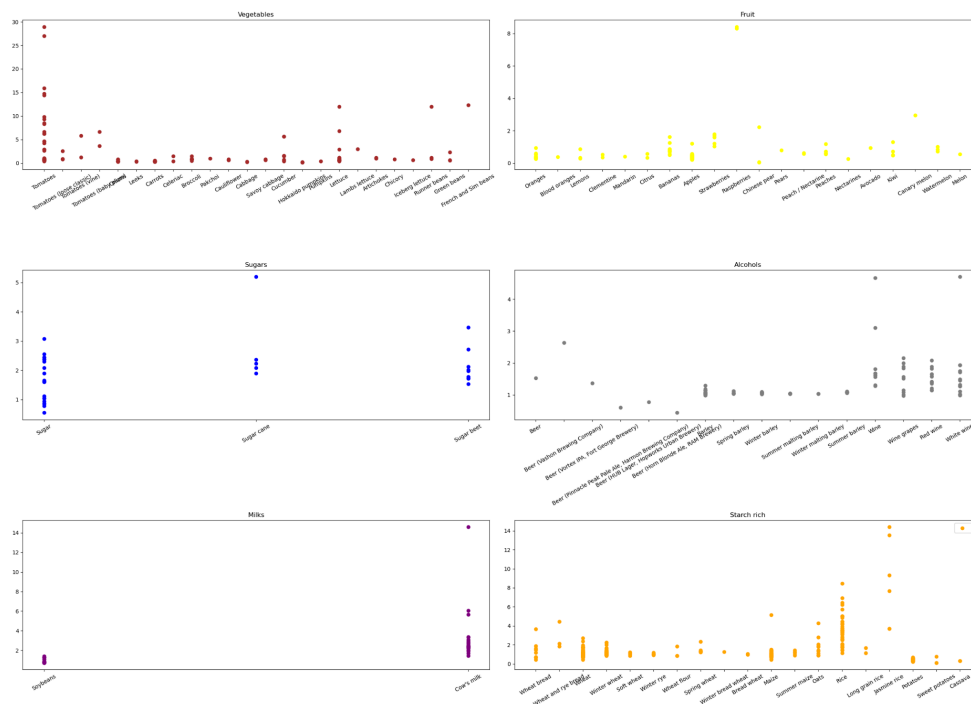 Vegetables
30
25
20
15
10
5
0
Tomatoes
Tomatoes (loose classic)
Tomatoes (vine)
Tomatoes (baby plum)
Leeks
Carrots
Celeriac
Broccoli
Pakchoi
Cauliflower
Cabbage
Savoy cabbage
Cucumber
Hokkaido pumpkins
Pumpkins
Lettuce
Lambs lettuce
Artichokes
Chicory
Iceberg lettuce
Runner beans
Green beans
French and Sim beans
Fruit
8
6
4
2
0
Oranges
Blood oranges
Lemons
Clementine
Mandarin
Citrus
Bananas
Apples
Strawberries
Raspberries
Chinese pear
Pears
Peach / Nectarine
Peaches
Nectarines
Avocado
Kiwi
Canary melon
Watermelon
Melon
Sugars
5
4
3
2
1
Sugar
Sugar cane
Sugar beet
Alcohols
4
3
2
1
Beer
Beer (Vashon Brewing Company)
Beer (Vortex IPA, Fort George Brewery)
Beer (Pinnacle Peak Pale Ale, Harmon Brewing Company)
Beer (HUB Lager, Hopworks Urban Brewery)
Beer (Horn Blonde Ale, RAM Brewery)
Barley
Spring barley
Winter barley
Summer malting barley
Winter malting barley
Summer barley
Wine
Wine grapes
Red wine
White wine
Milks
14
12
10
8
6
4
2
Soybeans
Cow's milk
Starch rich
14
12
10
8
6
4
2
0
Wheat bread
Wheat and rye bread
Wheat
Winter wheat
Soft wheat
Winter rye
Wheat flour
Spring wheat
Winter bread wheat
Bread wheat
Maize
Summer maize
Oats
Rice
Long grain rice
Jasmine rice
Potatoes
Sweet potatoes
Cassava